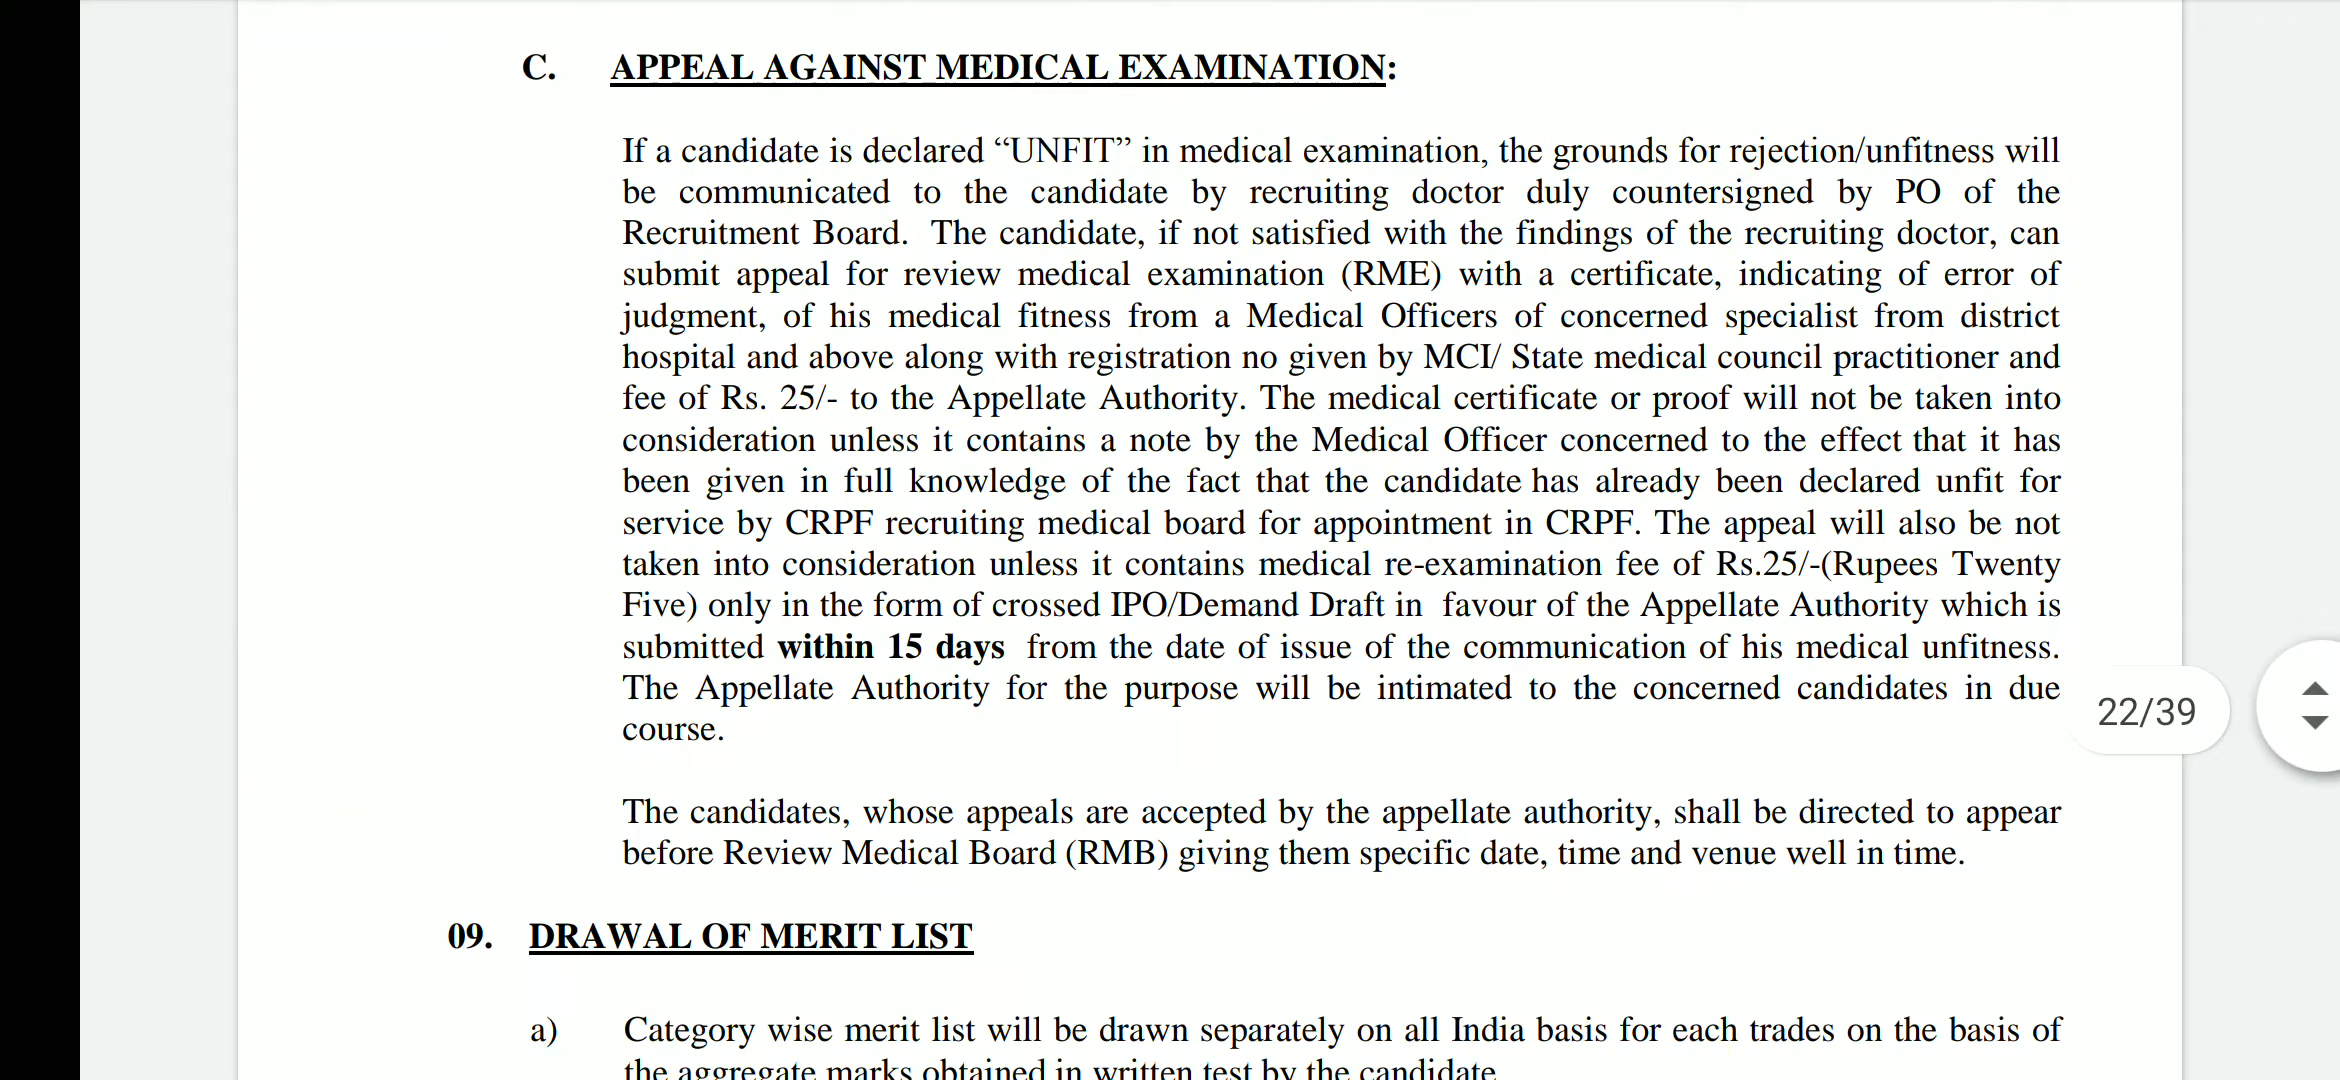 C. APPEAL AGAINST MEDICAL EXAMINATION:
If a candidate is declared “UNFIT” in medical examination, the grounds for rejection/unfitness will
be communicated to the candidate by recruiting doctor duly countersigned by PO of the
Recruitment Board. The candidate, if not satisfied with the findings of the recruiting doctor, can
submit appeal for review medical examination (RME) with a certificate, indicating of error of
judgment, of his medical fitness from a Medical Officers of concerned specialist from district
hospital and above along with registration no given by MCI/ State medical council practitioner and
fee of Rs. 25/- to the Appellate Authority. The medical certificate or proof will not be taken into
consideration unless it contains a note by the Medical Officer concerned to the effect that it has
been given in full knowledge of the fact that the candidate has already been declared unfit for
service by CRPF recruiting medical board for appointment in CRPF. The appeal will also be not
taken into consideration unless it contains medical re-examination fee of Rs.25/-(Rupees Twenty
Five) only in the form of crossed IPO/Demand Draft in favour of the Appellate Authority which is
submitted within 15 days from the date of issue of the communication of his medical unfitness.
The Appellate Authority for the purpose will be intimated to the concerned candidates in due
course.
22/39
The candidates, whose appeals are accepted by the appellate authority, shall be directed to appear
before Review Medical Board (RMB) giving them specific date, time and venue well in time.
09. DRAWAL OF MERIT LIST
a) Category wise merit list will be drawn separately on all India basis for each trades on the basis of
the aggregate marks obtained in written test by the candidate